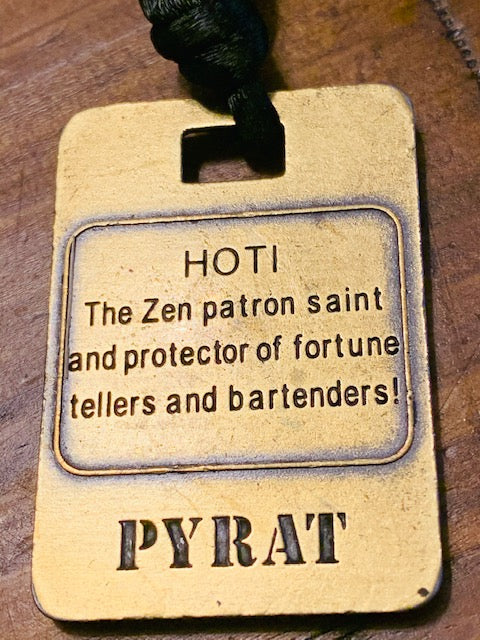 HOTI
The Zen patron saint
and protector of fortune
tellers and bartenders!
PYRAT